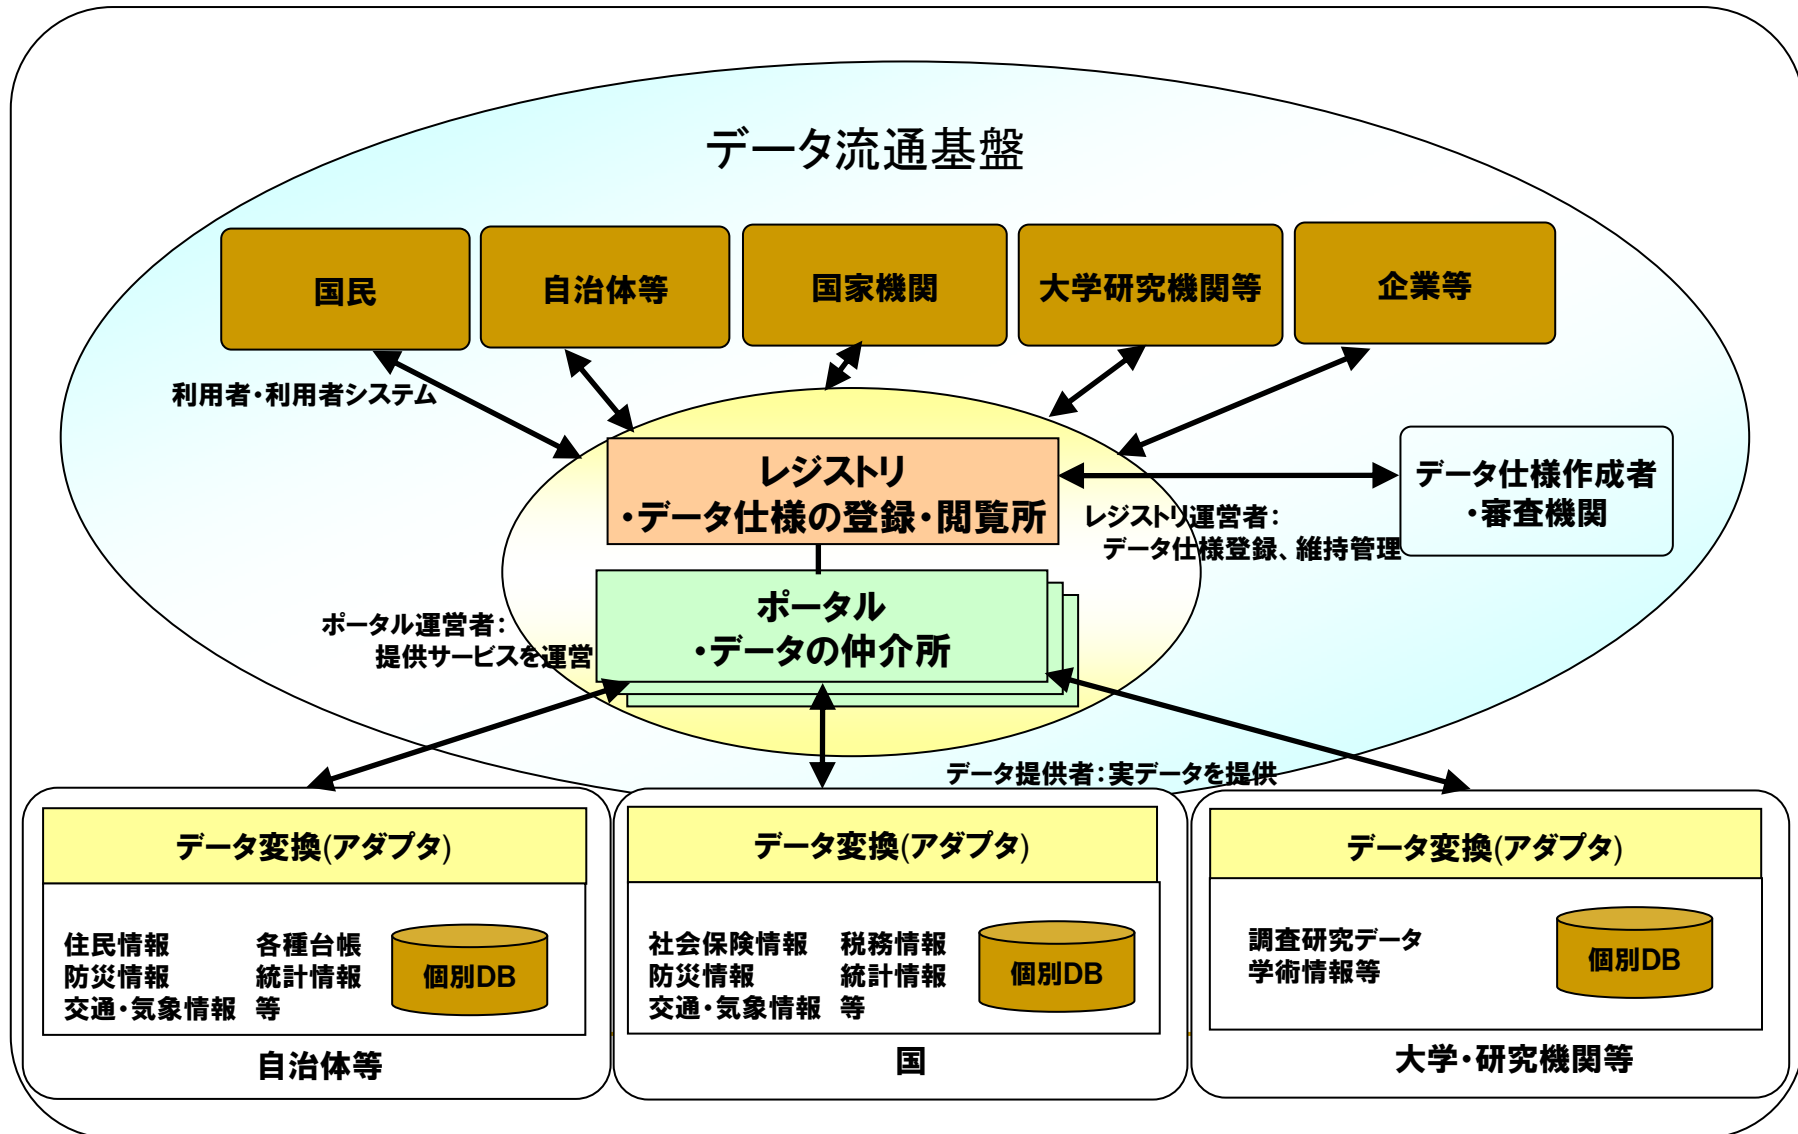 データ流通基盤
国民
自治体等
国家機関
大学研究機関等
企業等
利用者・利用者システム
レジストリ
・データ仕様の登録・閲覧所
データ仕様作成者
・審査機関
レジストリ運営者：
データ仕様登録、維持管理
ポータル
・データの仲介所
ポータル運営者：
提供サービスを運営
データ提供者：実データを提供
データ変換(アダプタ)
住民情報 各種台帳
防災情報 統計情報
交通・気象情報 等
個別DB
自治体等
データ変換(アダプタ)
社会保険情報 税務情報
防災情報 統計情報
交通・気象情報 等
個別DB
国
データ変換(アダプタ)
調査研究データ
学術情報等
個別DB
大学・研究機関等